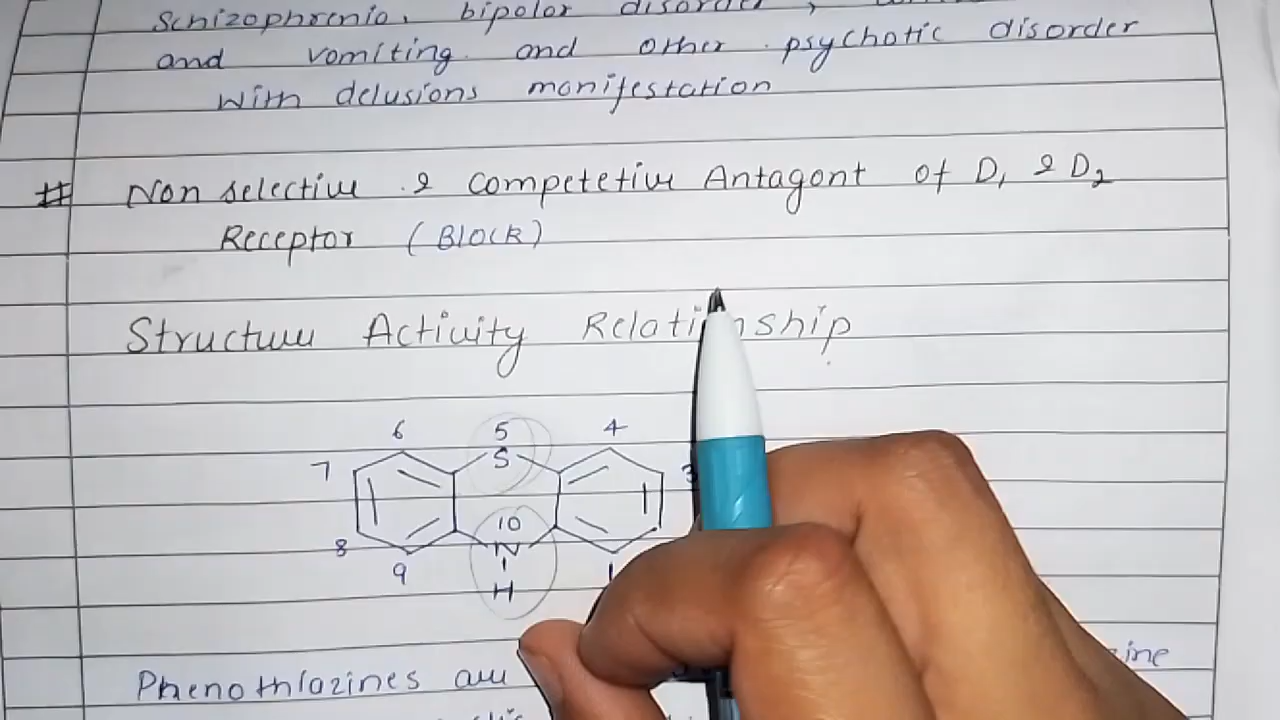 Schizophrenia, bipolar disorder,
and vomiting and other psychotic disorder
With delusions manifestation
# Non selective & Competetive Antagont of D1 & D2
Receptor (Block)
Structure Activity Relationship
6 5 4
7 S 3
10
8 N
9 H 1
Phenothiazines are